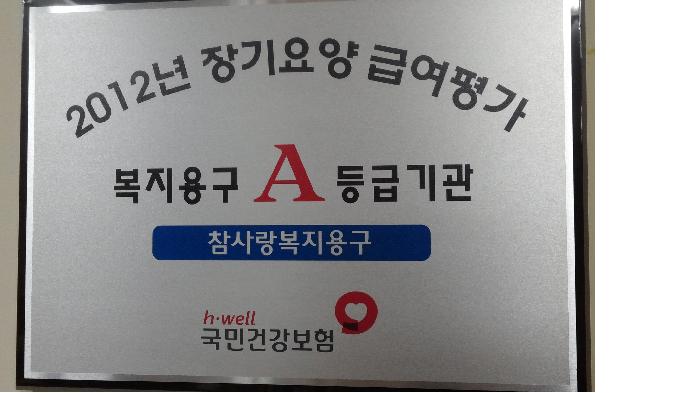 2012년 장기요양 급여평가
복지용구 A 등급기관
참사랑복지용구
h·well
국민건강보험